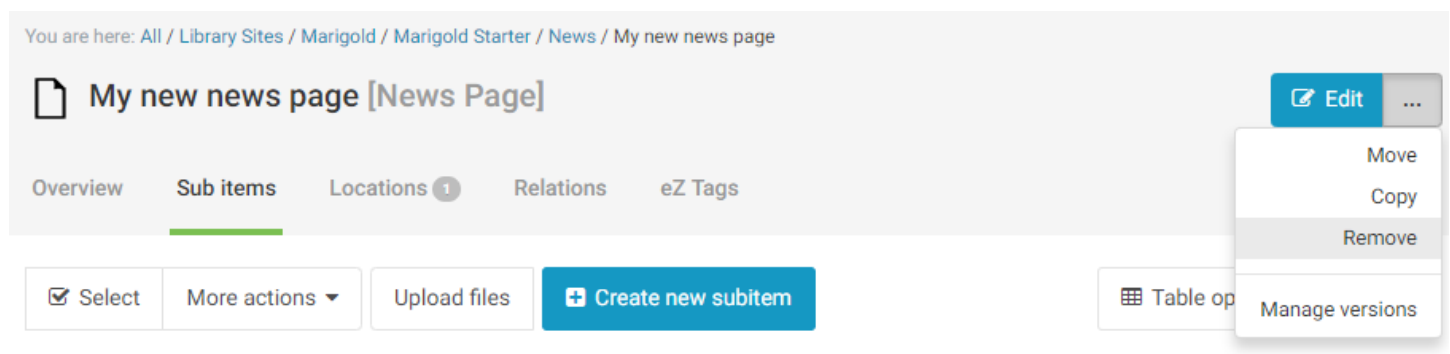 You are here: All / Library Sites / Marigold / Marigold Starter / News / My new news page
My new news page [News Page]
Edit ...
Move
Copy
Remove
Manage versions
Overview Sub items Locations 1 Relations eZ Tags
Select More actions Upload files Create new subitem Table op